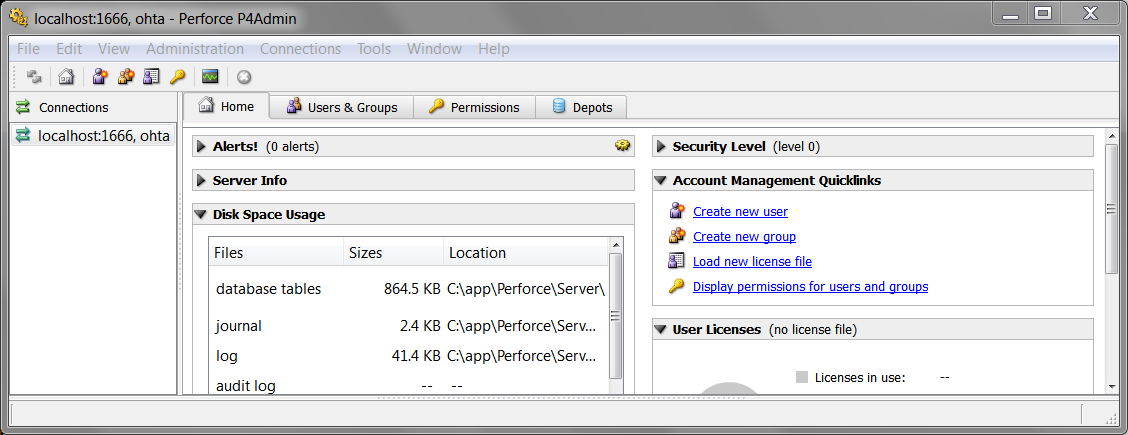 localhost:1666, ohta - Perforce P4Admin
File Edit View Administration Connections Tools Window Help
Connections
localhost:1666, ohta
Home Users & Groups Permissions Depots
Alerts! (0 alerts)
Server Info
Disk Space Usage
Files Sizes Location
database tables 864.5 KB C:\app\Perforce\Server\
journal 2.4 KB C:\app\Perforce\Serv...
log 41.4 KB C:\app\Perforce\Serv...
audit log -- --
Security Level (level 0)
Account Management Quicklinks
Create new user
Create new group
Load new license file
Display permissions for users and groups
User Licenses (no license file)
Licenses in use: --